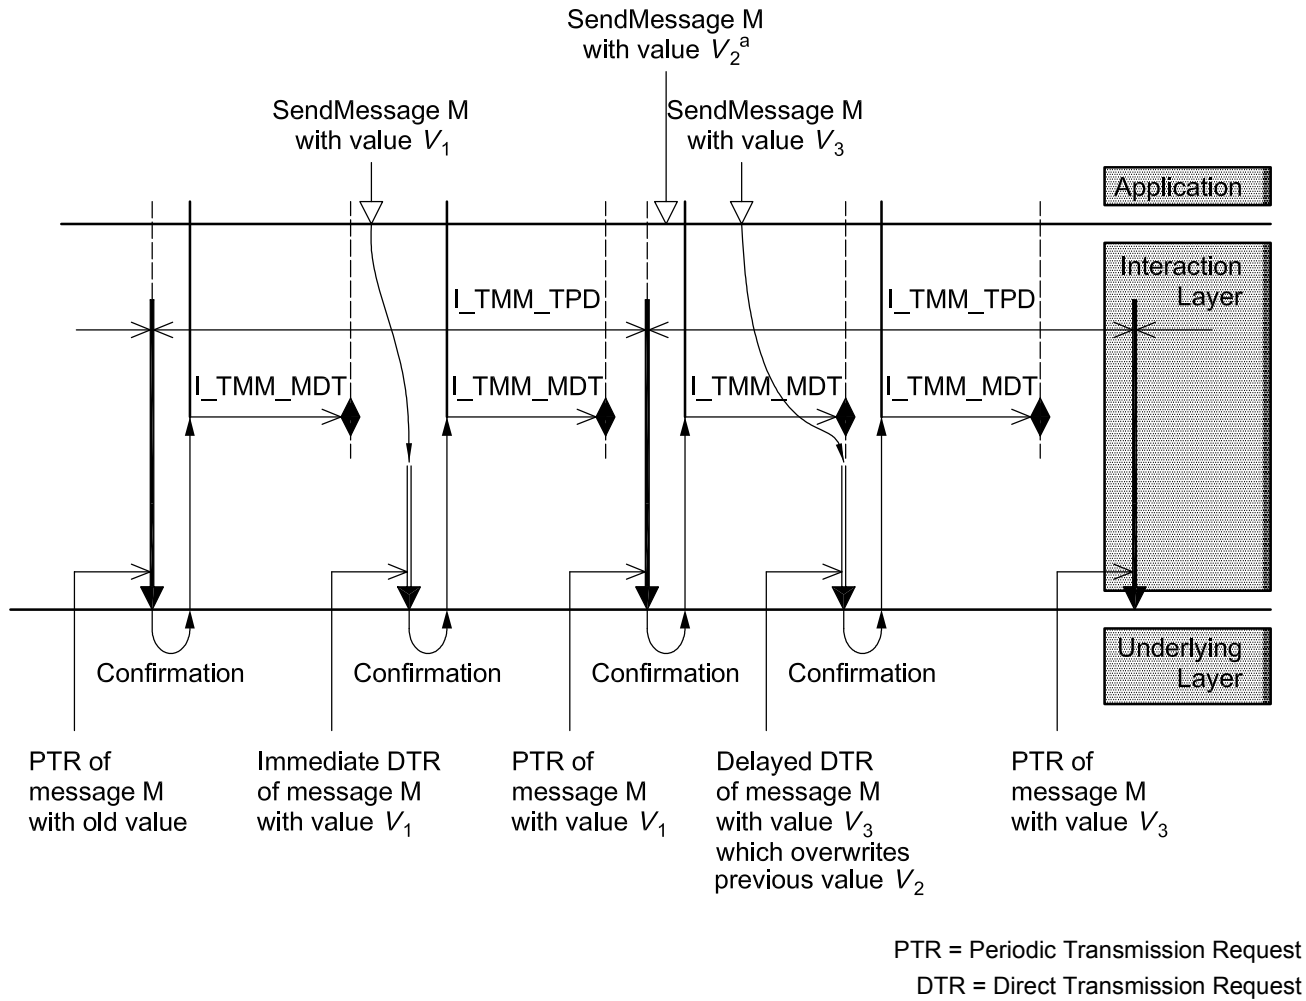 SendMessage M
with value V2a
SendMessage M
with value V1
SendMessage M
with value V3
Application
Interaction
Layer
I_TMM_TPD
I_TMM_TPD
I_TMM_MDT
I_TMM_MDT
I_TMM_MDT
I_TMM_MDT
Underlying
Layer
Confirmation
Confirmation
Confirmation
Confirmation
PTR of
message M
with old value
Immediate DTR
of message M
with value V1
PTR of
message M
with value V1
Delayed DTR
of message M
with value V3
which overwrites
previous value V2
PTR of
message M
with value V3
PTR = Periodic Transmission Request
DTR = Direct Transmission Request